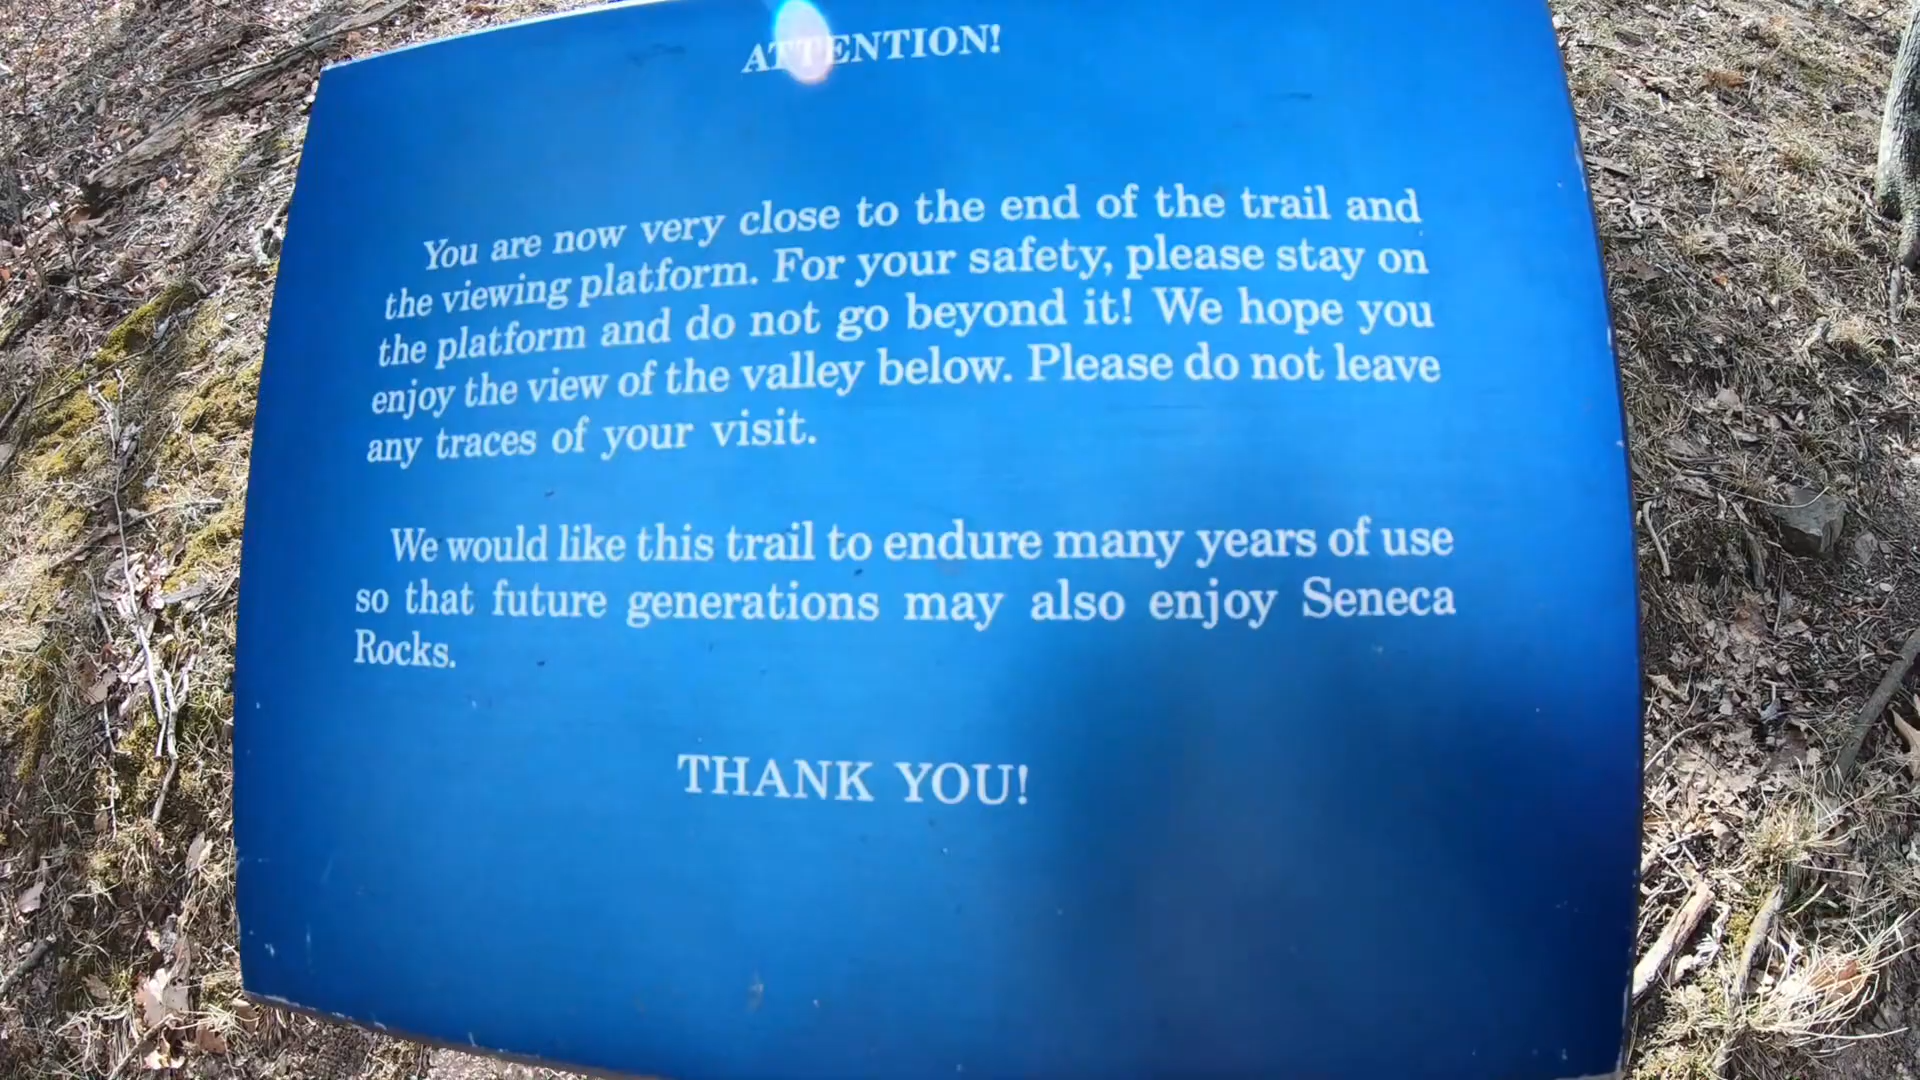 ATTENTION!
You are now very close to the end of the trail and
the viewing platform. For your safety, please stay on
the platform and do not go beyond it! We hope you
enjoy the view of the valley below. Please do not leave
any traces of your visit.
We would like this trail to endure many years of use
so that future generations may also enjoy Seneca
Rocks.
THANK YOU!